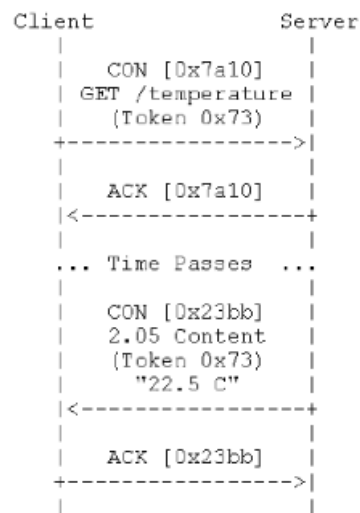 Client Server
CON [0x7a10]
GET /temperature
(Token 0x73)
ACK [0x7a10]
... Time Passes ...
CON [0x23bb]
2.05 Content
(Token 0x73)
"22.5 C"
ACK [0x23bb]